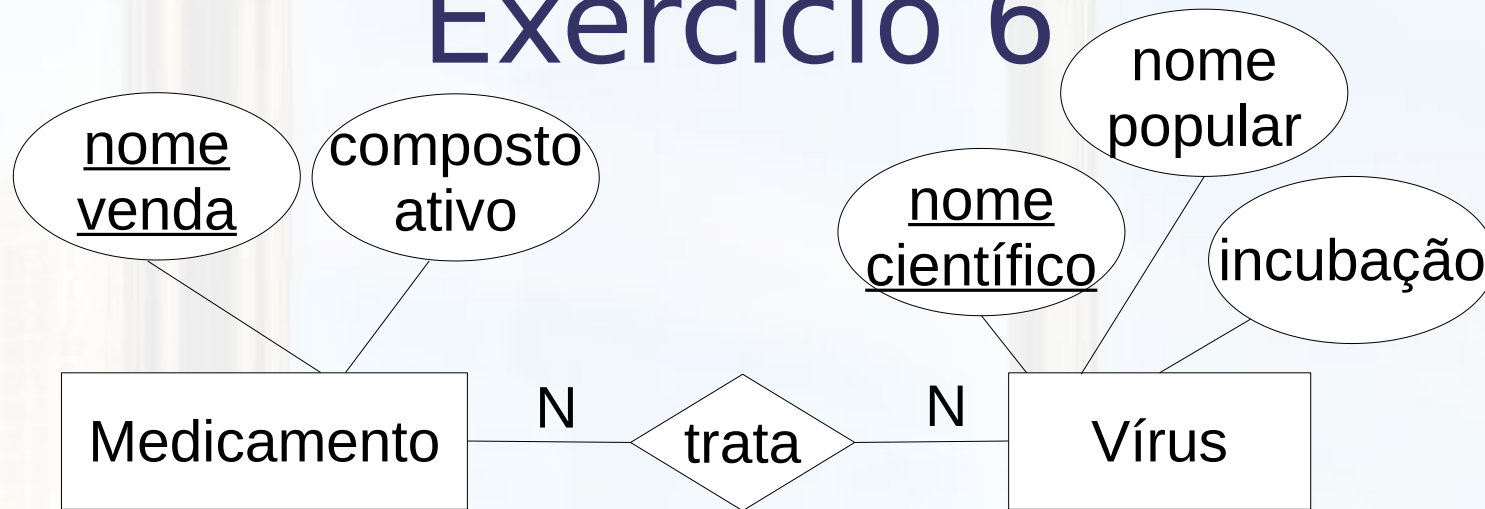 Exercício 6
nome
popular
nome
venda
composto
ativo
nome
científico
incubação
Medicamento
N
trata
N
Vírus